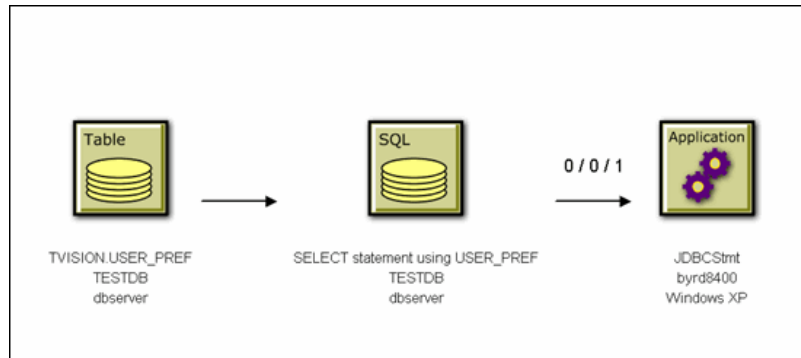 Table
SQL
0 / 0 / 1
Application
TVISION.USER_PREF
TESTDB
dbserver
SELECT statement using USER_PREF
TESTDB
dbserver
JDBCStmt
byrd8400
Windows XP